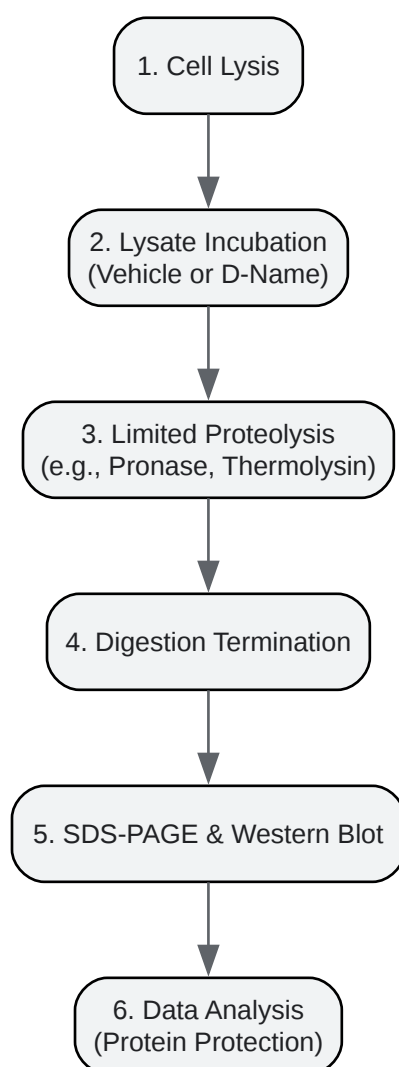 1. Cell Lysis
2. Lysate Incubation
(Vehicle or D-Name)
3. Limited Proteolysis
(e.g., Pronase, Thermolysin)
4. Digestion Termination
5. SDS-PAGE & Western Blot
6. Data Analysis
(Protein Protection)